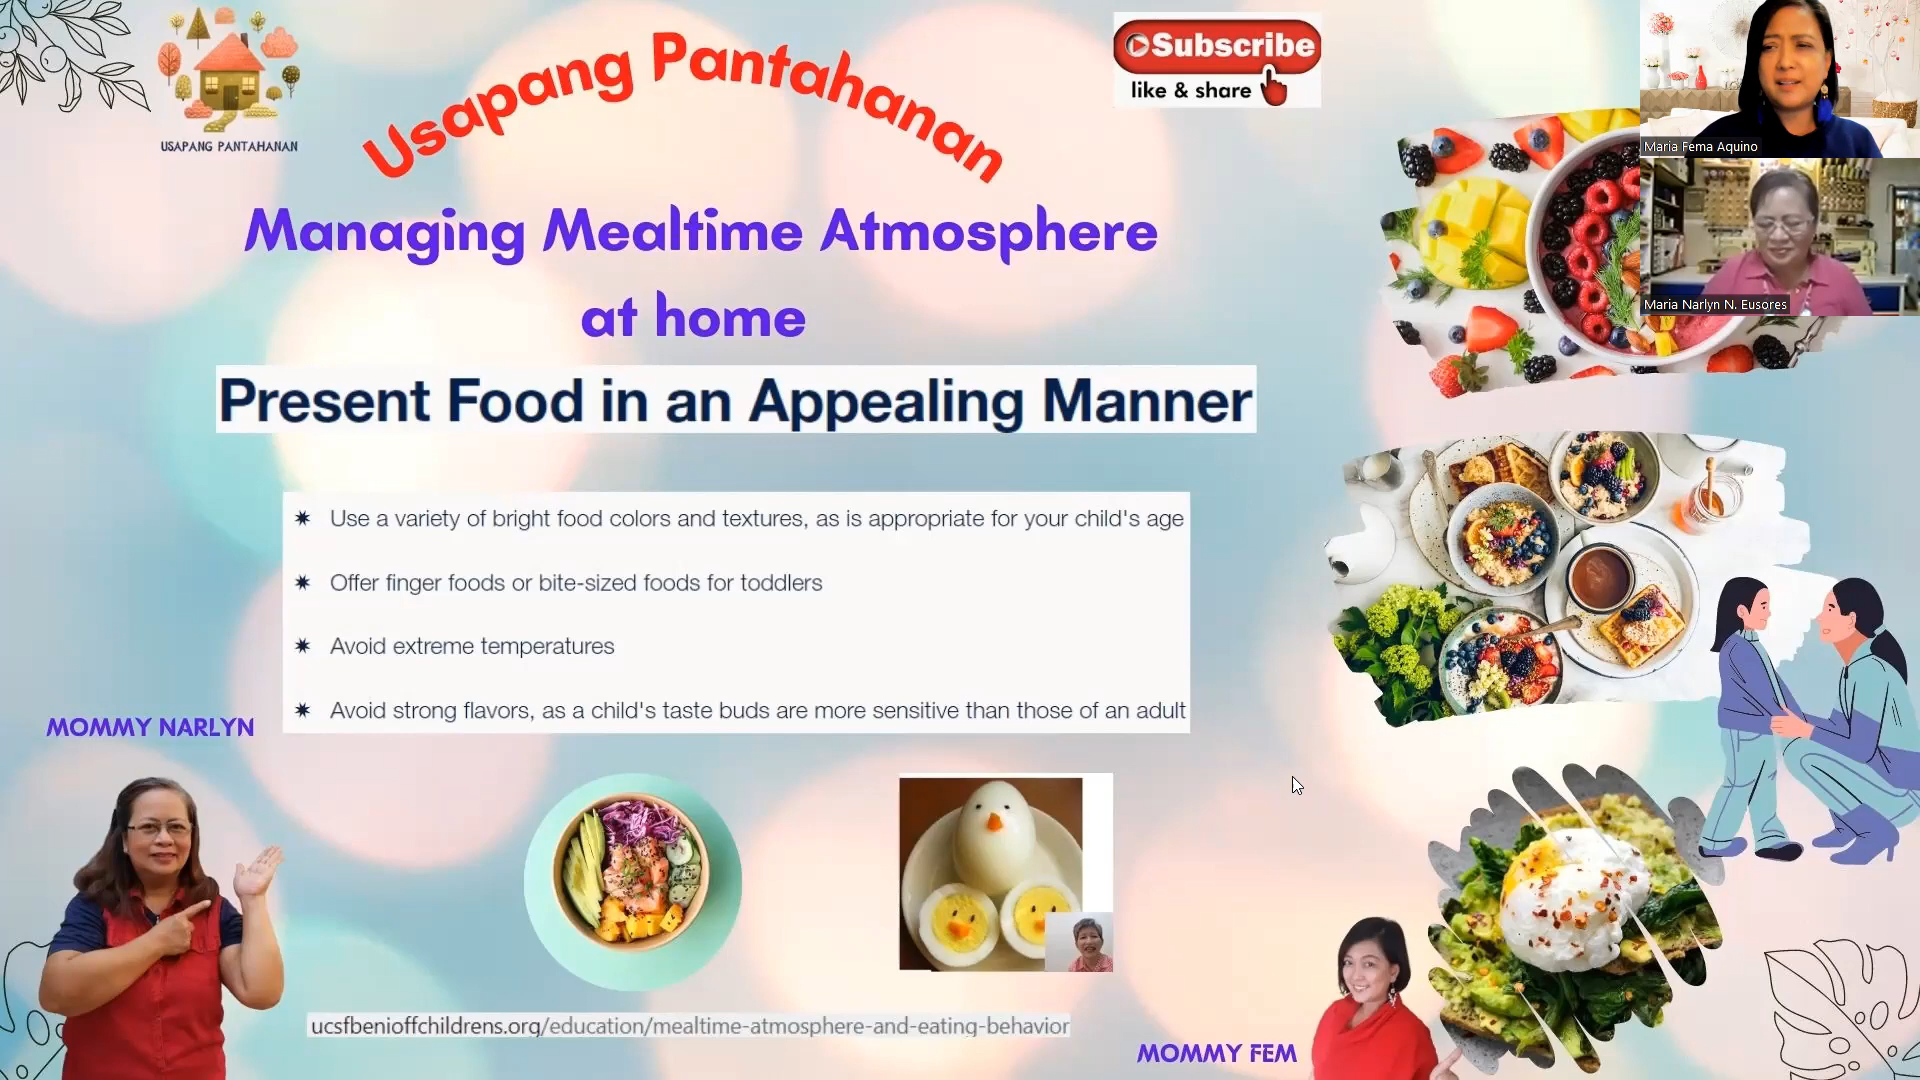 USAPANG PANTAHANAN
Usapang Pantahanan
Subscribe
like & share
Maria Fema Aquino
Maria Narlyn N. Eusores
Managing Mealtime Atmosphere
at home
Present Food in an Appealing Manner
Use a variety of bright food colors and textures, as is appropriate for your child's age
Offer finger foods or bite-sized foods for toddlers
Avoid extreme temperatures
Avoid strong flavors, as a child's taste buds are more sensitive than those of an adult
MOMMY NARLYN
ucsfbenioffchildrens.org/education/mealtime-atmosphere-and-eating-behavior
MOMMY FEM